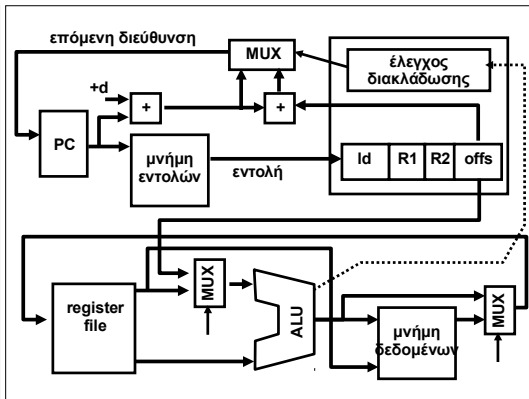 επόμενη διεύθυνση
MUX
έλεγχος
διακλάδωσης
+d
+
+
PC
μνήμη
εντολών
εντολή
ld
R1
R2
offs
register
file
MUX
ALU
μνήμη
δεδομένων
MUX